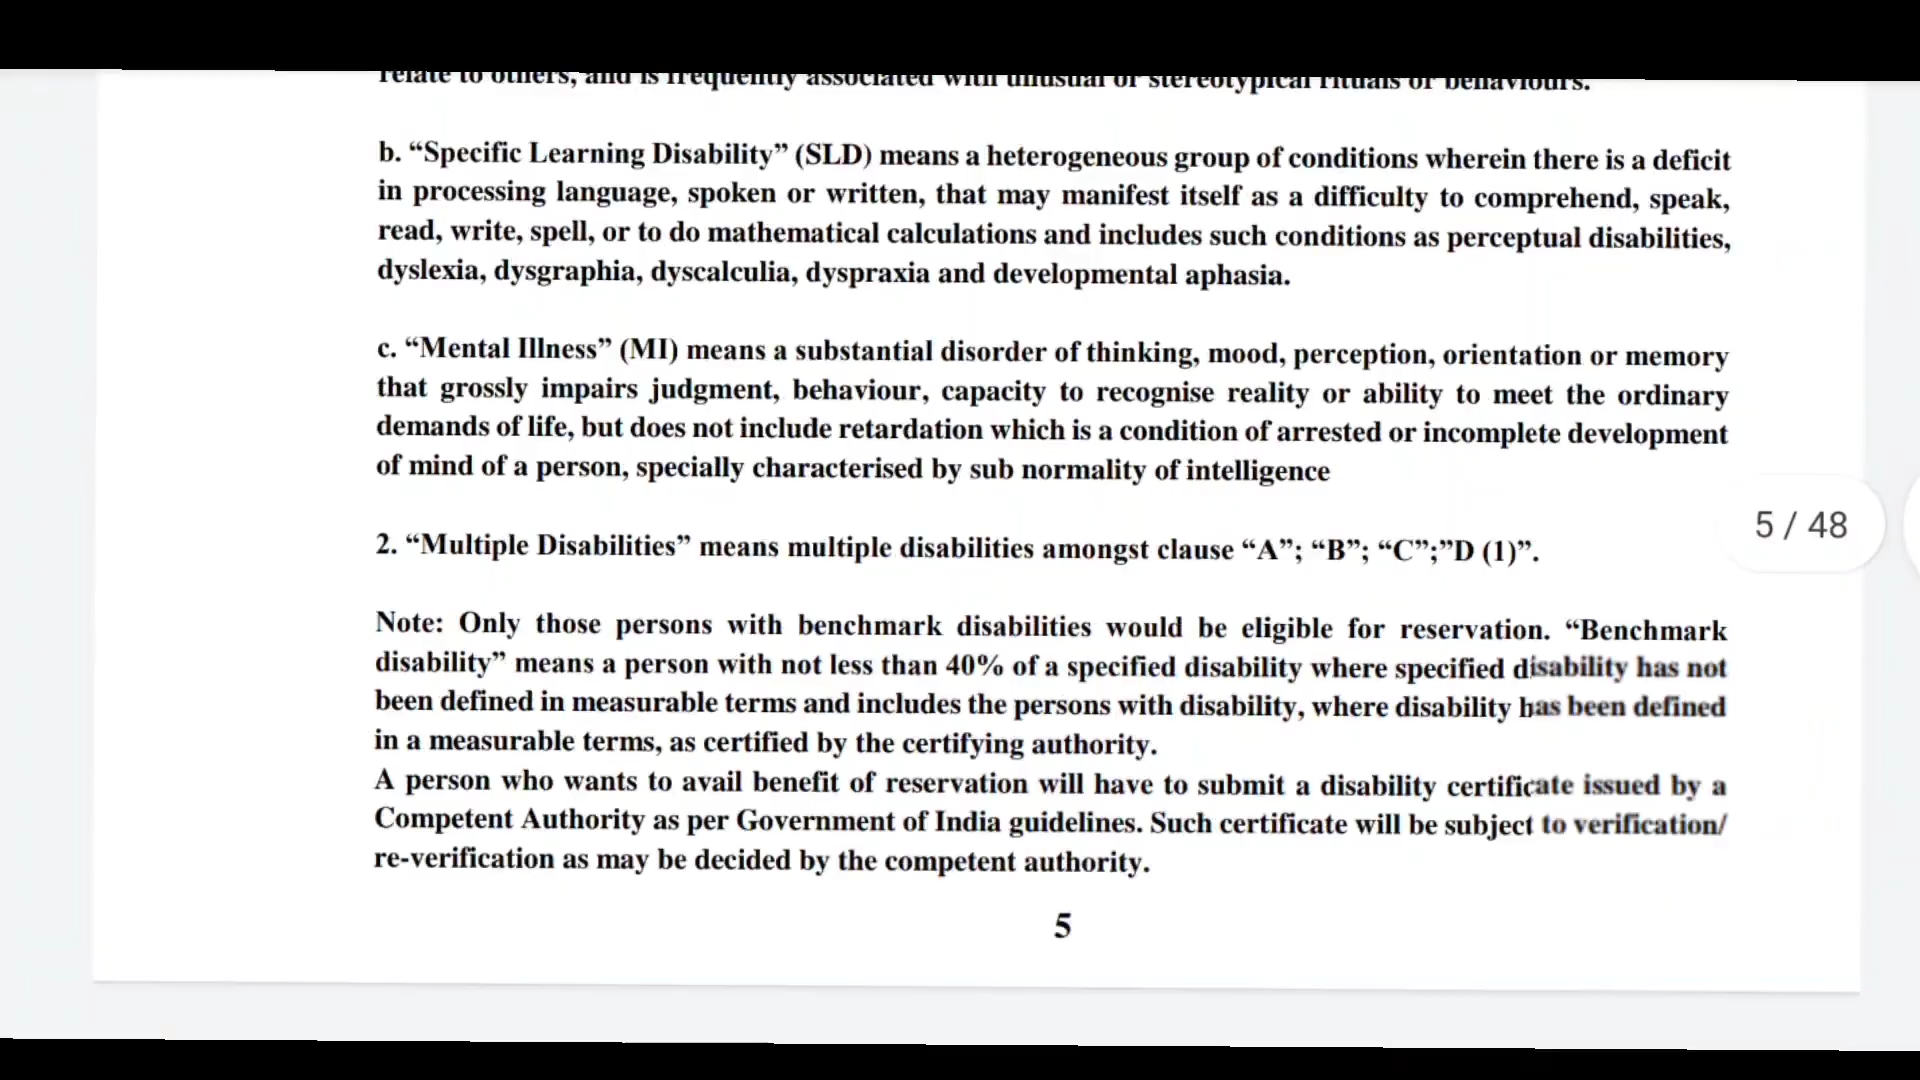 relate to others, and is frequently associated with unusual or stereotypical rituals or behaviours.
b. “Specific Learning Disability” (SLD) means a heterogeneous group of conditions wherein there is a deficit
in processing language, spoken or written, that may manifest itself as a difficulty to comprehend, speak,
read, write, spell, or to do mathematical calculations and includes such conditions as perceptual disabilities,
dyslexia, dysgraphia, dyscalculia, dyspraxia and developmental aphasia.
c. “Mental Illness” (MI) means a substantial disorder of thinking, mood, perception, orientation or memory
that grossly impairs judgment, behaviour, capacity to recognise reality or ability to meet the ordinary
demands of life, but does not include retardation which is a condition of arrested or incomplete development
of mind of a person, specially characterised by sub normality of intelligence
5 / 48
2. “Multiple Disabilities” means multiple disabilities amongst clause “A”; “B”; “C”;”D (1)”.
Note: Only those persons with benchmark disabilities would be eligible for reservation. “Benchmark
disability” means a person with not less than 40% of a specified disability where specified disability has not
been defined in measurable terms and includes the persons with disability, where disability has been defined
in a measurable terms, as certified by the certifying authority.
A person who wants to avail benefit of reservation will have to submit a disability certificate issued by a
Competent Authority as per Government of India guidelines. Such certificate will be subject to verification/
re-verification as may be decided by the competent authority.
5